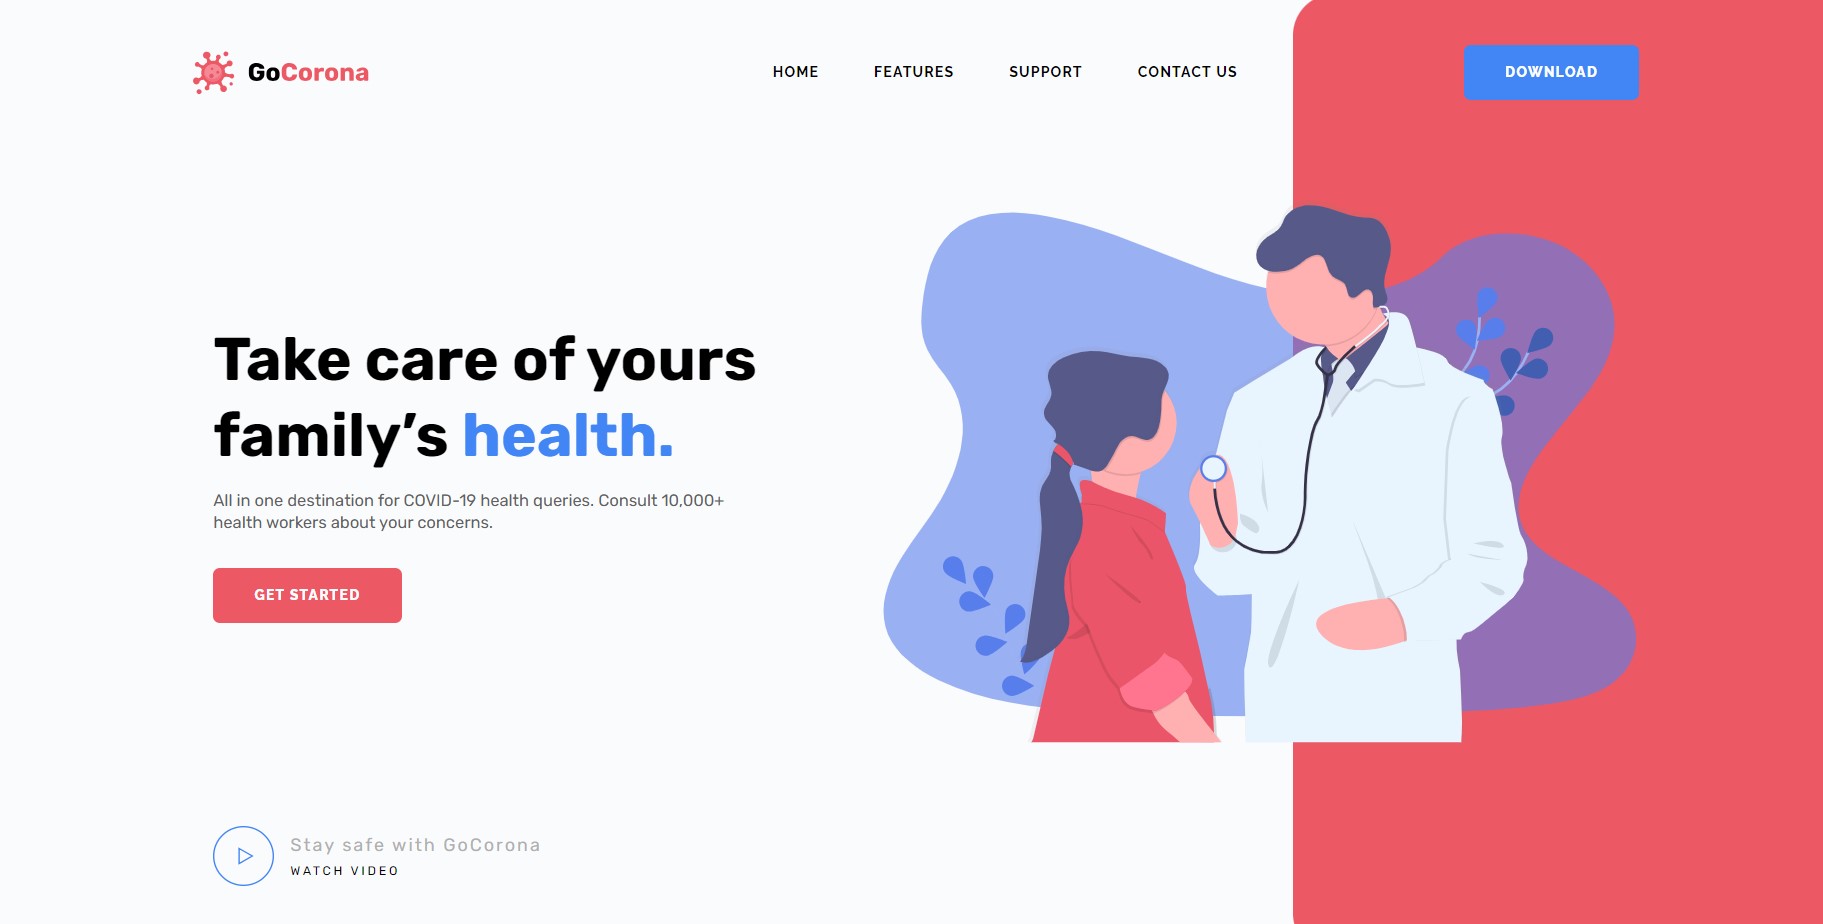 GoCorona
HOME
FEATURES
SUPPORT
CONTACT US
DOWNLOAD
Take care of yours
family’s health.
All in one destination for COVID-19 health queries. Consult 10,000+
health workers about your concerns.
GET STARTED
Stay safe with GoCorona
WATCH VIDEO